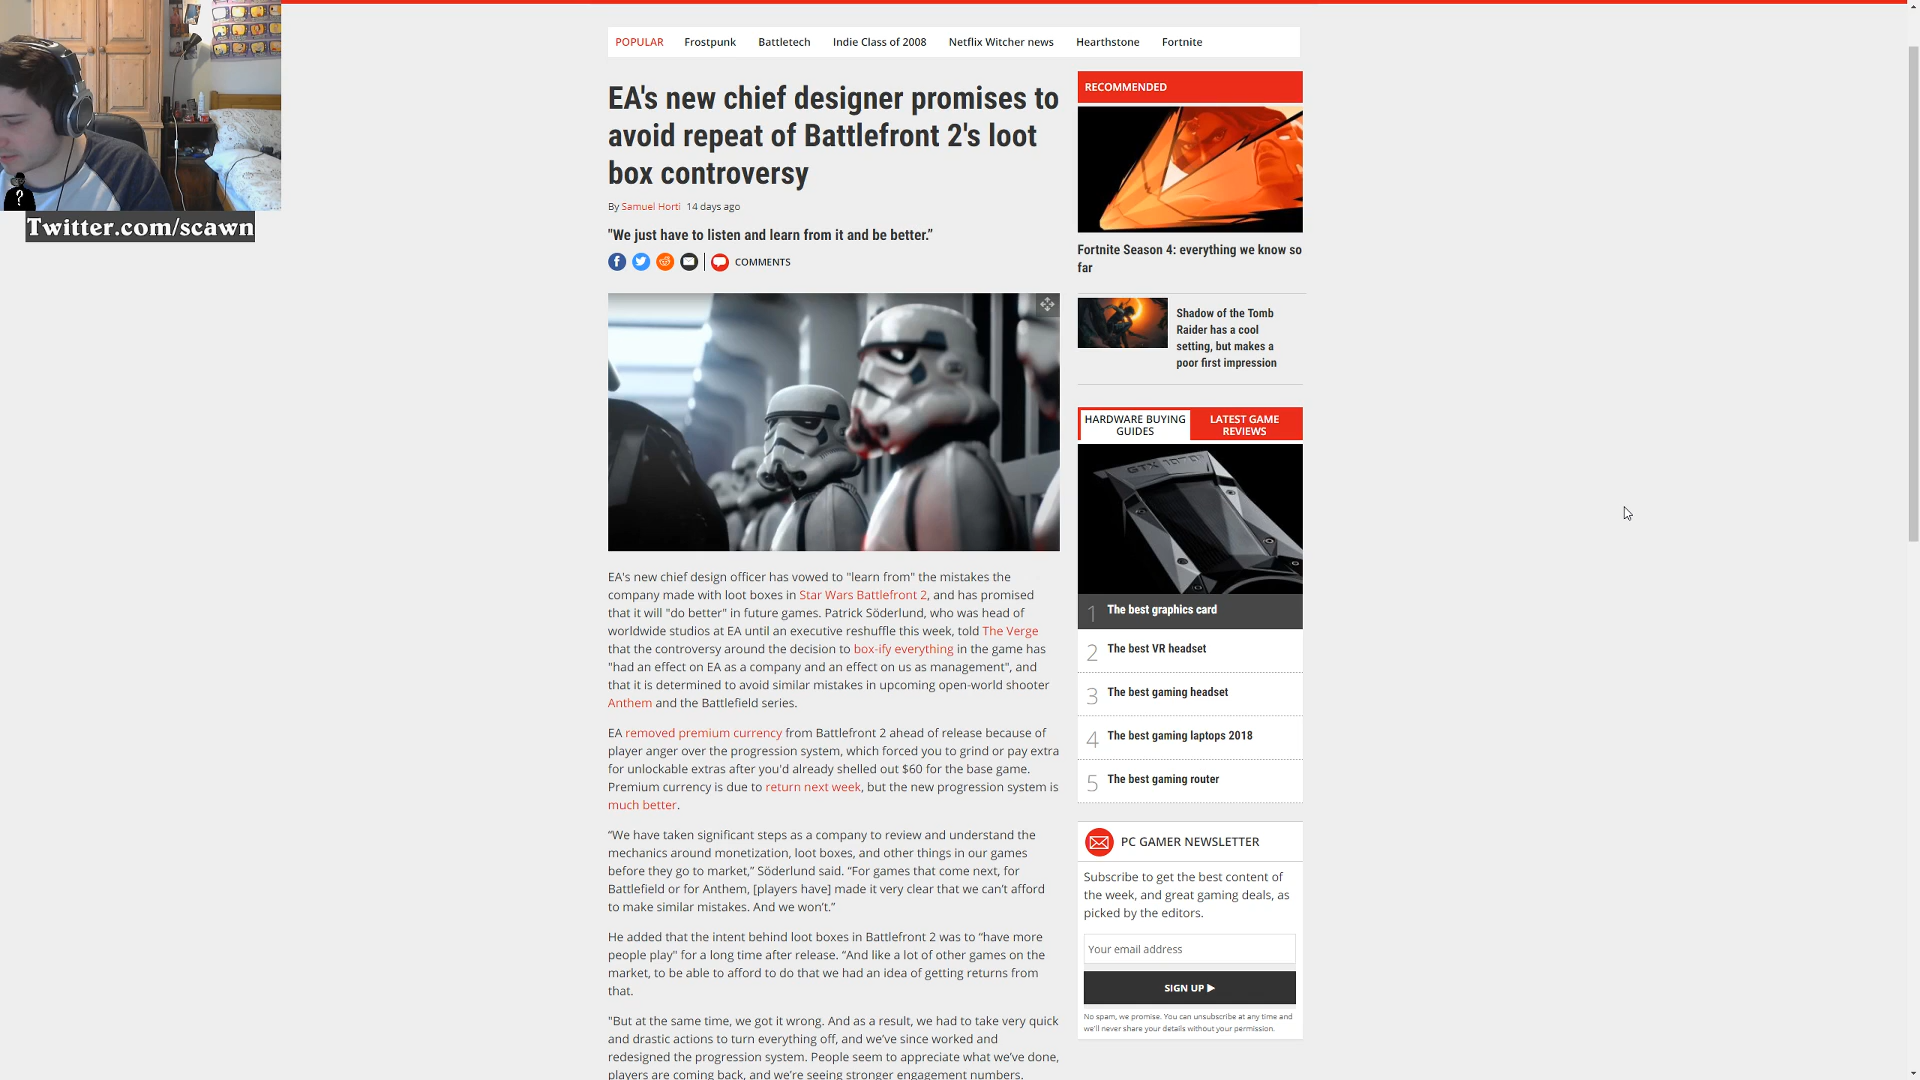 POPULAR Frostpunk Battletech Indie Class of 2008 Netflix Witcher news Hearthstone Fortnite
Twitter.com/scawn
EA's new chief designer promises to
avoid repeat of Battlefront 2's loot
box controversy
By Samuel Horti 14 days ago
"We just have to listen and learn from it and be better.”
COMMENTS
EA's new chief design officer has vowed to "learn from" the mistakes the
company made with loot boxes in Star Wars Battlefront 2, and has promised
that it will "do better" in future games. Patrick Söderlund, who was head of
worldwide studios at EA until an executive reshuffle this week, told The Verge
that the controversy around the decision to box-ify everything in the game has
"had an effect on EA as a company and an effect on us as management", and
that it is determined to avoid similar mistakes in upcoming open-world shooter
Anthem and the Battlefield series.
EA removed premium currency from Battlefront 2 ahead of release because of
player anger over the progression system, which forced you to grind or pay extra
for unlockable extras after you'd already shelled out $60 for the base game.
Premium currency is due to return next week, but the new progression system is
much better.
“We have taken significant steps as a company to review and understand the
mechanics around monetization, loot boxes, and other things in our games
before they go to market,” Söderlund said. “For games that come next, for
Battlefield or for Anthem, [players have] made it very clear that we can’t afford
to make similar mistakes. And we won’t.”
He added that the intent behind loot boxes in Battlefront 2 was to “have more
people play" for a long time after release. “And like a lot of other games on the
market, to be able to afford to do that we had an idea of getting returns from
that.
"But at the same time, we got it wrong. And as a result, we had to take very quick
and drastic actions to turn everything off, and we’ve since worked and
redesigned the progression system. People seem to appreciate what we’ve done,
players are coming back, and we’re seeing stronger engagement numbers.
RECOMMENDED
Fortnite Season 4: everything we know so
far
Shadow of the Tomb
Raider has a cool
setting, but makes a
poor first impression
HARDWARE BUYING
GUIDES
LATEST GAME
REVIEWS
GTX 1070
1 The best graphics card
2 The best VR headset
3 The best gaming headset
4 The best gaming laptops 2018
5 The best gaming router
PC GAMER NEWSLETTER
Subscribe to get the best content of
the week, and great gaming deals, as
picked by the editors.
Your email address
SIGN UP ▶
No spam, we promise. You can unsubscribe at any time and
we'll never share your details without your permission.